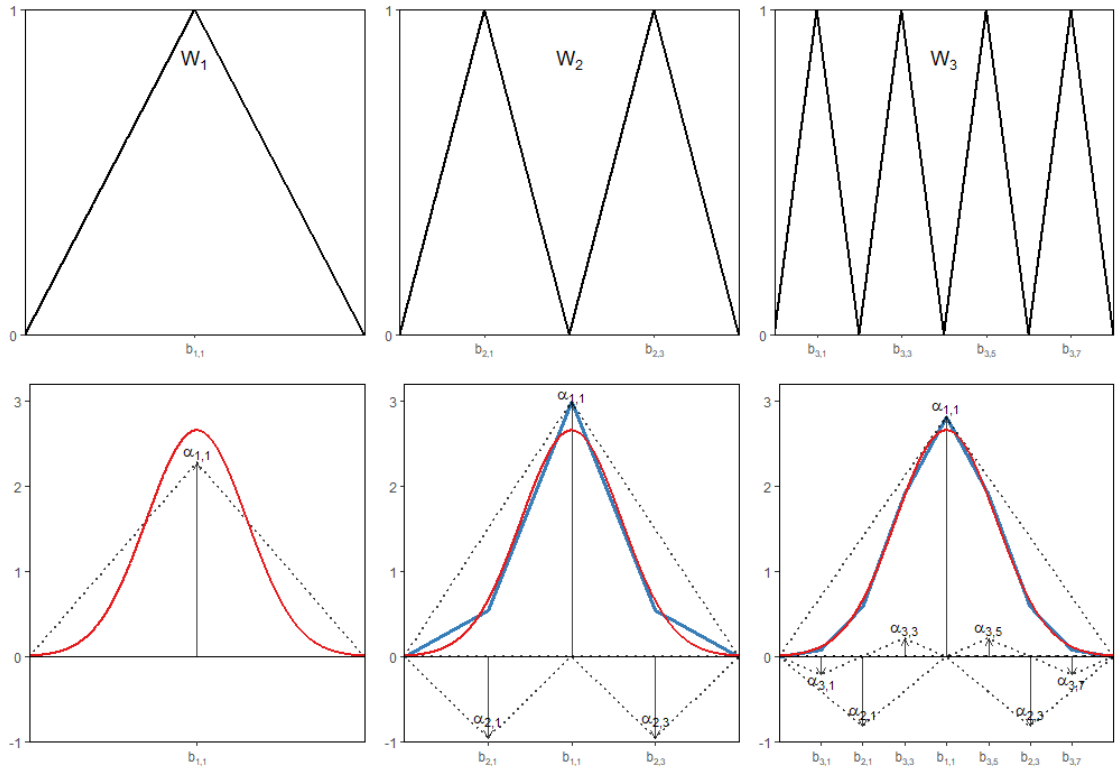 1 1 1
W₁ W₂ W₃
0 0 0
b₁,₁ b₂,₁ b₂,₃ b₃,₁ b₃,₃ b₃,₅ b₃,₇
3 α₁,₁ 3 α₁,₁ 3
α₁,₁
2 2 2
1 1 1
α₃,₃ α₃,₅
0 0 0
α₃,₁ α₃,₇
α₂,₁ α₂,₃ α₂,₁ α₂,₃
-1 -1 -1
b₁,₁ b₂,₁ b₁,₁ b₂,₃ b₃,₁ b₂,₁ b₃,₃ b₁,₁ b₃,₅ b₂,₃ b₃,₇